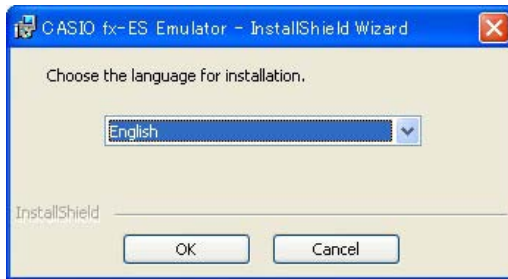 CASIO fx-ES Emulator - InstallShield Wizard
Choose the language for installation.
English
InstallShield
OK Cancel